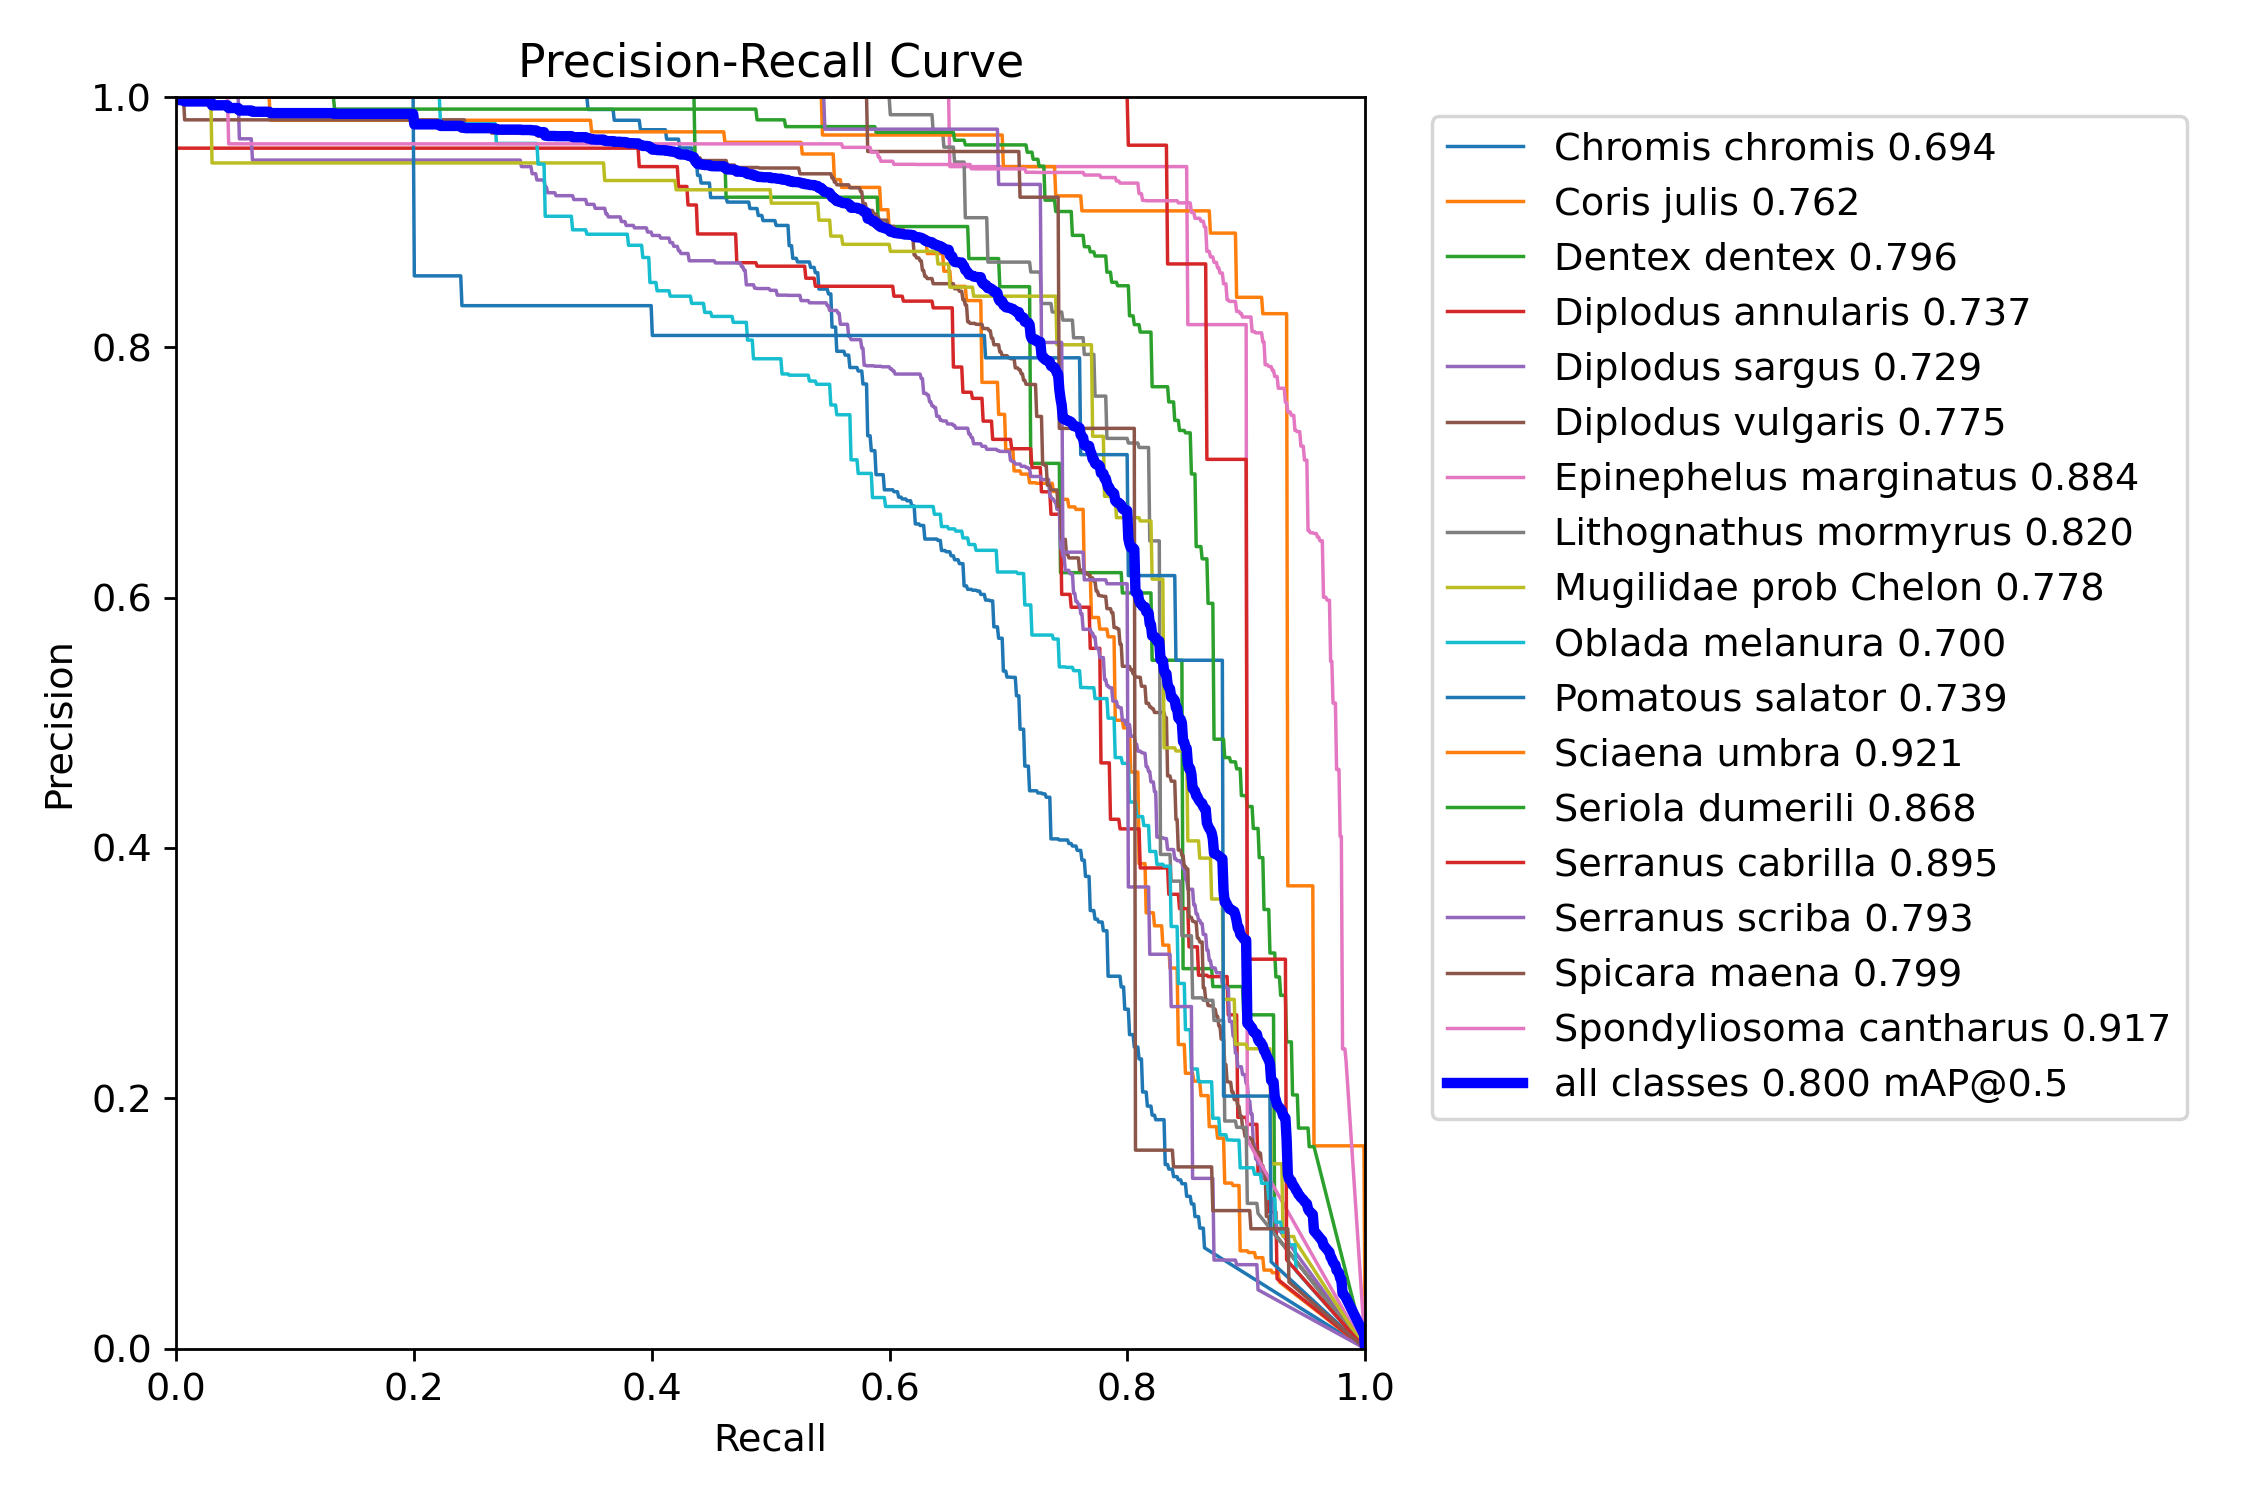 Precision-Recall Curve
1.0
0.8
0.6
0.4
0.2
0.0
Precision
0.0 0.2 0.4 0.6 0.8 1.0
Recall
Chromis chromis 0.694
Coris julis 0.762
Dentex dentex 0.796
Diplodus annularis 0.737
Diplodus sargus 0.729
Diplodus vulgaris 0.775
Epinephelus marginatus 0.884
Lithognathus mormyrus 0.820
Mugilidae prob Chelon 0.778
Oblada melanura 0.700
Pomatous salator 0.739
Sciaena umbra 0.921
Seriola dumerili 0.868
Serranus cabrilla 0.895
Serranus scriba 0.793
Spicara maena 0.799
Spondyliosoma cantharus 0.917
all classes 0.800 mAP@0.5